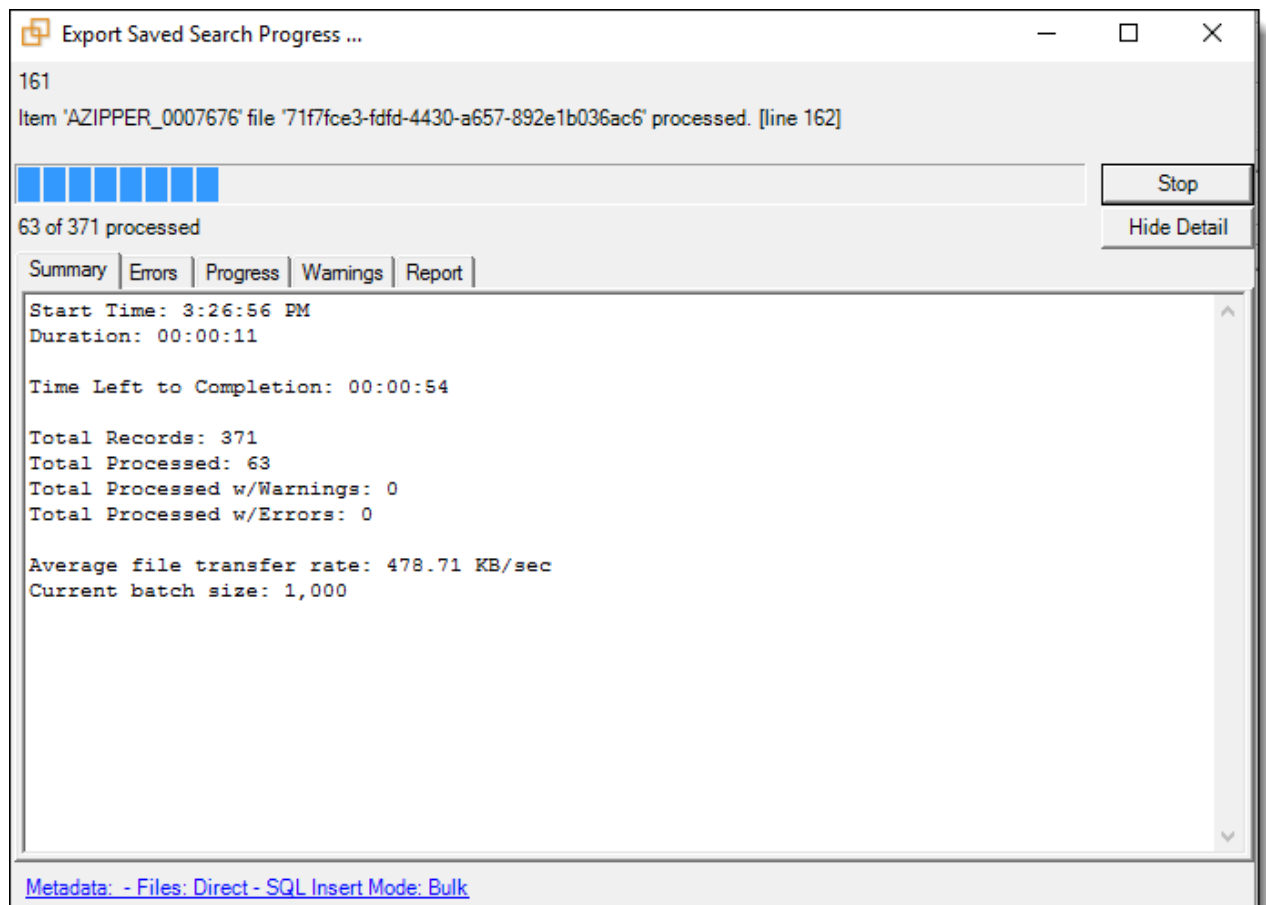 Export Saved Search Progress ...
161
Item 'AZIPPER_0007676' file '71f7fce3-fdfd-4430-a657-892e1b036ac6' processed. [line 162]
Stop
63 of 371 processed
Hide Detail
Summary Errors Progress Warnings Report
Start Time: 3:26:56 PM
Duration: 00:00:11
Time Left to Completion: 00:00:54
Total Records: 371
Total Processed: 63
Total Processed w/Warnings: 0
Total Processed w/Errors: 0
Average file transfer rate: 478.71 KB/sec
Current batch size: 1,000
Metadata: - Files: Direct - SQL Insert Mode: Bulk